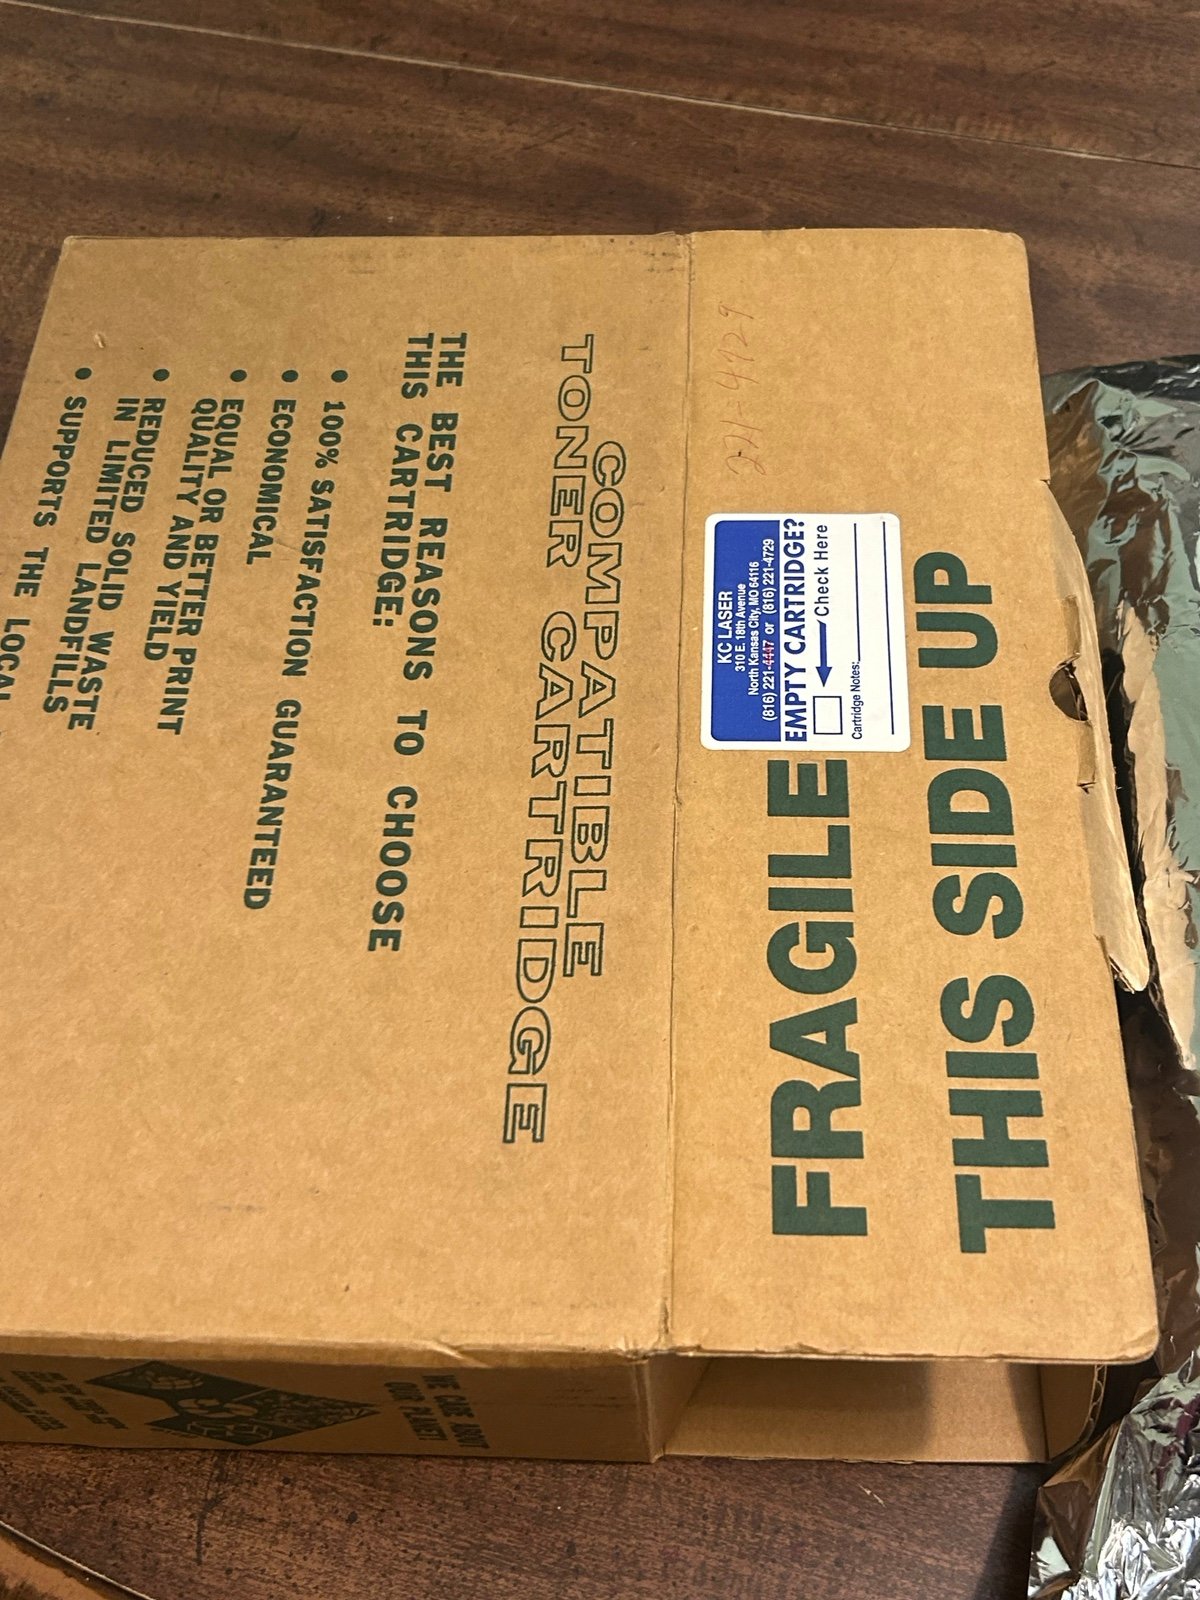 221-4729
KC LASER
310 E. 18th Avenue
North Kansas City, MO 64116
(816) 221-4447 or (816) 221-4729
EMPTY CARTRIDGE?
Check Here
Cartridge Notes:
FRAGILE
THIS SIDE UP
COMPATIBLE
TONER CARTRIDGE
THE BEST REASONS TO CHOOSE
THIS CARTRIDGE:
• 100% SATISFACTION GUARANTEED
• ECONOMICAL
• EQUAL OR BETTER PRINT
QUALITY AND YIELD
• REDUCED SOLID WASTE
IN LIMITED LANDFILLS
• SUPPORTS THE LOCAL
WE CARE ABOUT
OUR PLANET!